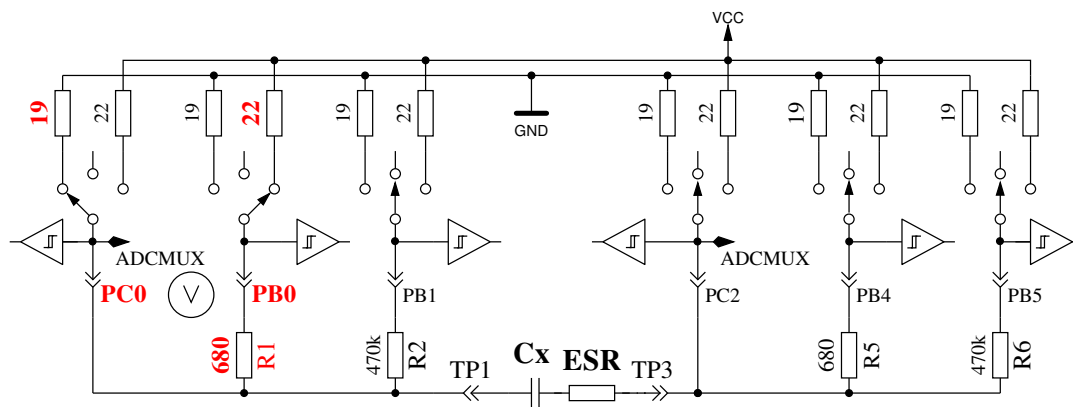 VCC
19
22
19
22
19
22
GND
19
22
19
22
19
22
ADCMUX
ADCMUX
PC0
V
PB0
PB1
PC2
PB4
PB5
680
R1
470k
R2
TP1
Cx
ESR
TP3
680
R5
470k
R6